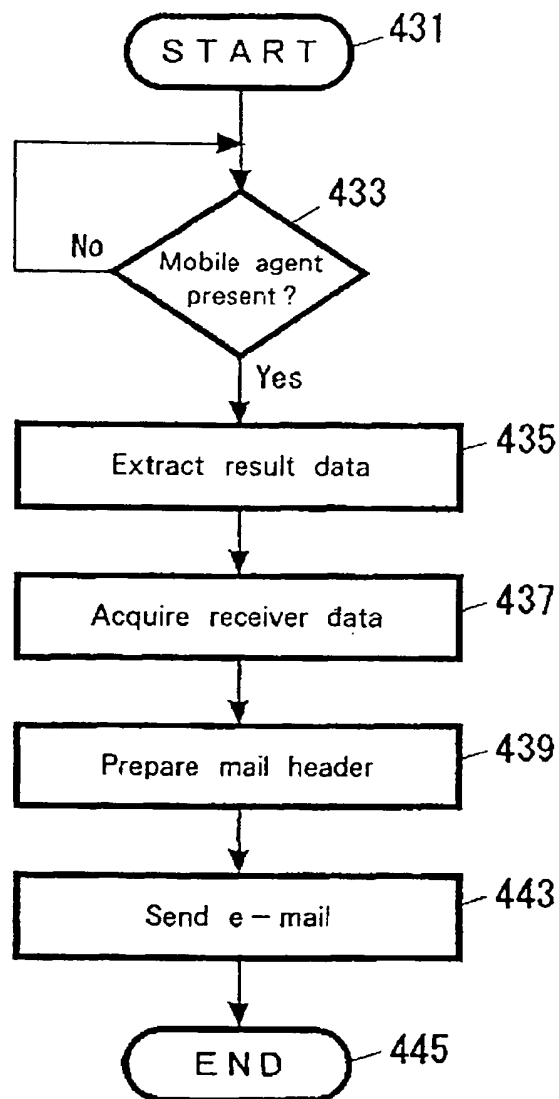 START
431
433
No
Mobile agent
present?
Yes
Extract result data
435
Acquire receiver data
437
Prepare mail header
439
Send e-mail
443
END
445